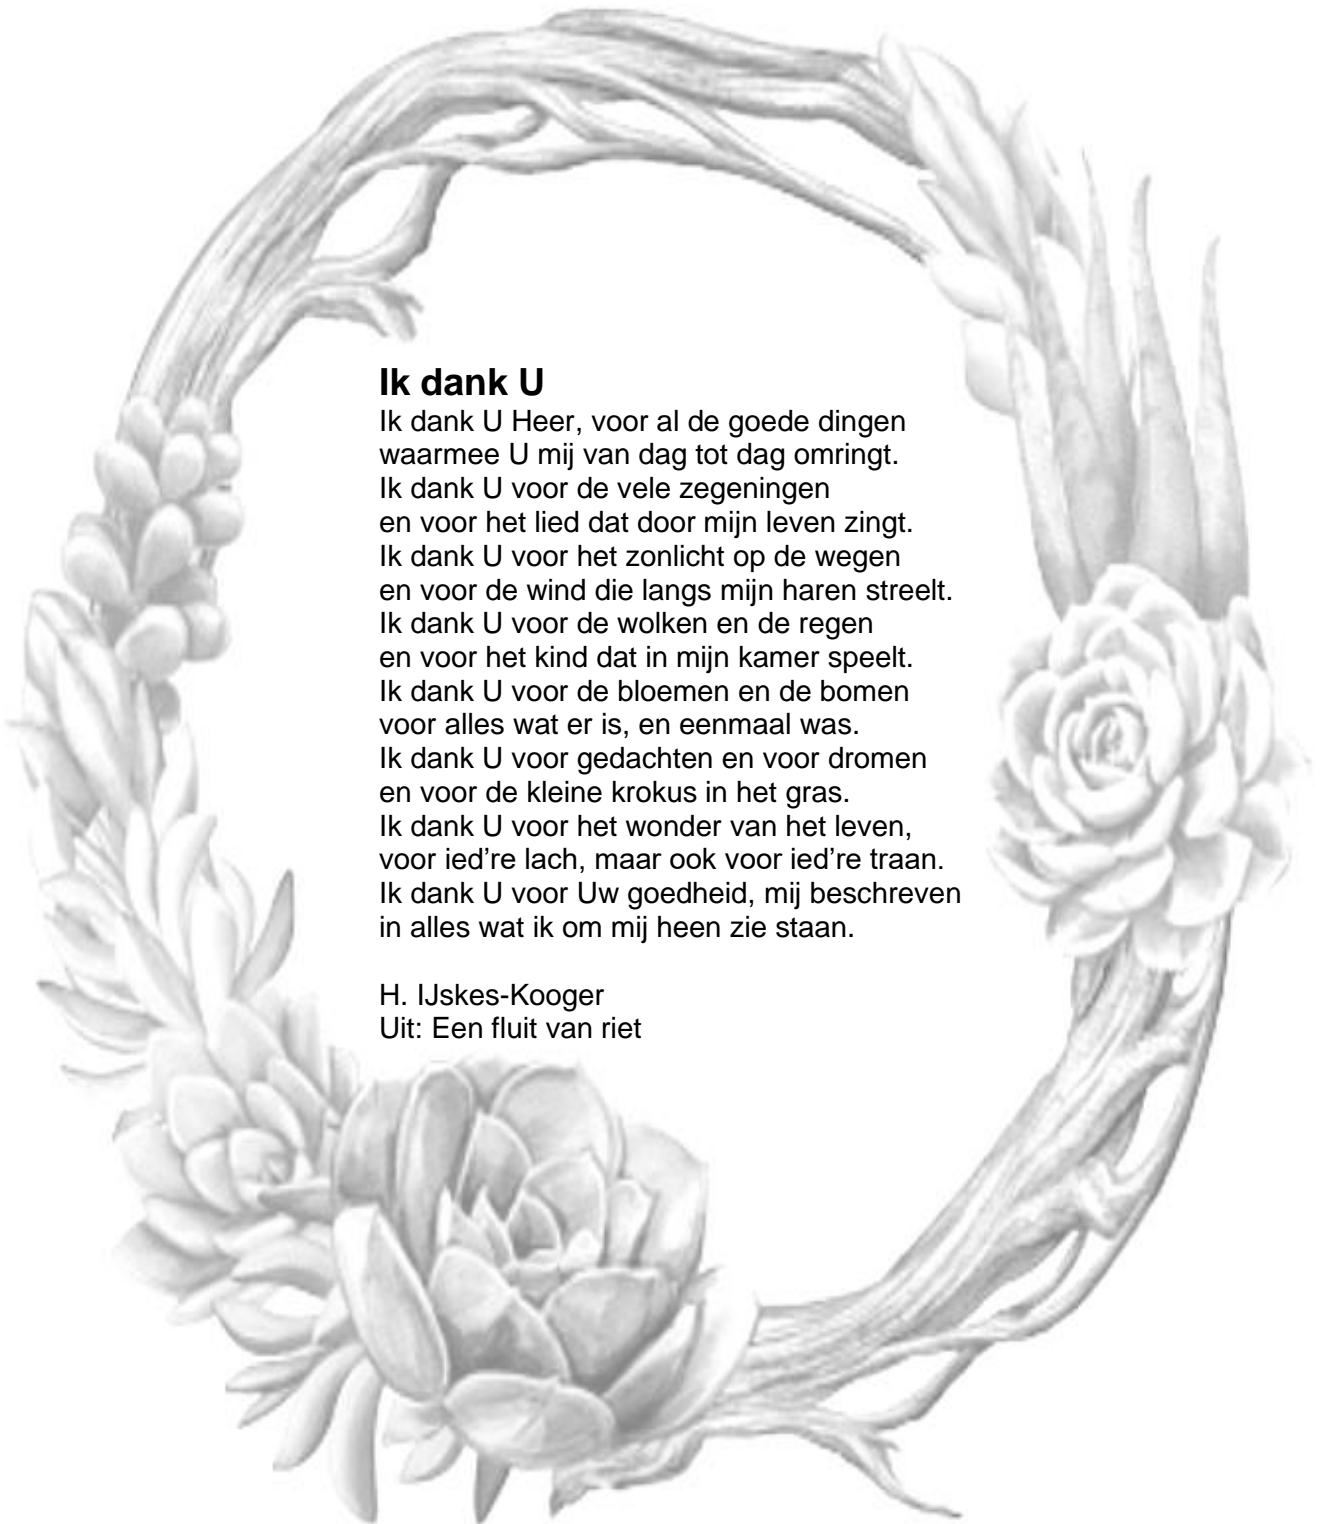 Ik dank U
Ik dank U Heer, voor al de goede dingen
waarmee U mij van dag tot dag omringt.
Ik dank U voor de vele zegeningen
en voor het lied dat door mijn leven zingt.
Ik dank U voor het zonlicht op de wegen
en voor de wind die langs mijn haren streelt.
Ik dank U voor de wolken en de regen
en voor het kind dat in mijn kamer speelt.
Ik dank U voor de bloemen en de bomen
voor alles wat er is, en eenmaal was.
Ik dank U voor gedachten en voor dromen
en voor de kleine krokus in het gras.
Ik dank U voor het wonder van het leven,
voor ied’re lach, maar ook voor ied’re traan.
Ik dank U voor Uw goedheid, mij beschreven
in alles wat ik om mij heen zie staan.

H. IJskes-Kooger
Uit: Een fluit van riet